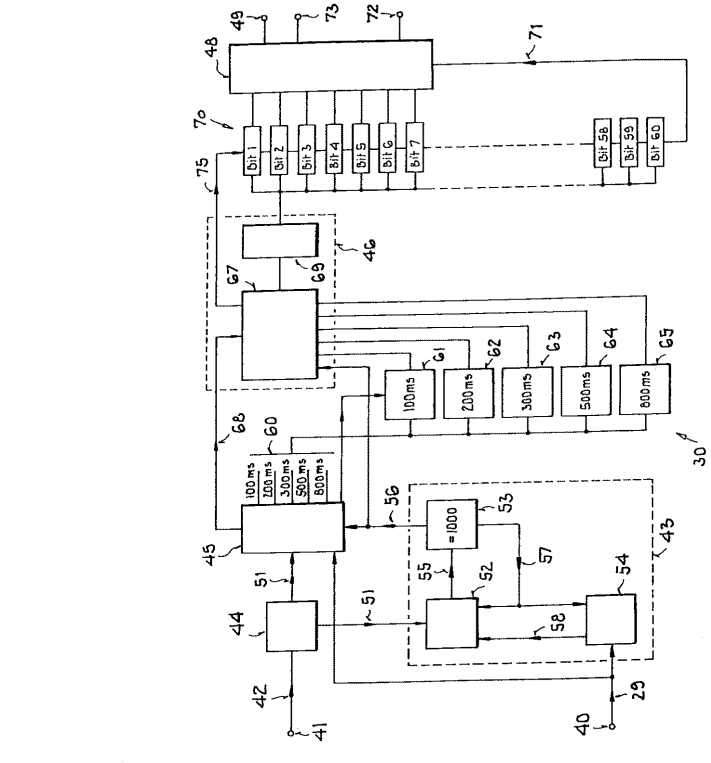 49
73
72
48
71
70
Bit 1
Bit 2
Bit 3
Bit 4
Bit 5
Bit 6
Bit 7
Bit 58
Bit 59
Bit 60
75
67
69
46
68
60
100ms
200ms
300ms
500ms
800ms
45
61
62
63
64
65
100ms
200ms
300ms
500ms
800ms
30
51
44
51
42
41
56
53
=1000
55
52
57
58
54
43
29
40